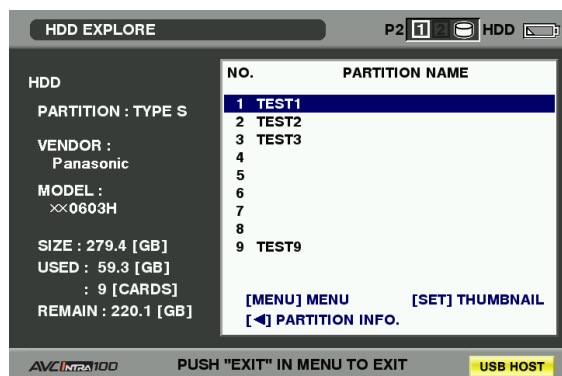 HDD EXPLORE
P2 1 2 HDD
HDD
PARTITION : TYPE S
VENDOR :
Panasonic
MODEL :
××0603H
SIZE : 279.4 [GB]
USED : 59.3 [GB]
: 9 [CARDS]
REMAIN : 220.1 [GB]
NO. PARTITION NAME
1 TEST1
2 TEST2
3 TEST3
4
5
6
7
8
9 TEST9
[MENU] MENU [SET] THUMBNAIL
[◀] PARTITION INFO.
AVC INTRA 100 PUSH "EXIT" IN MENU TO EXIT USB HOST